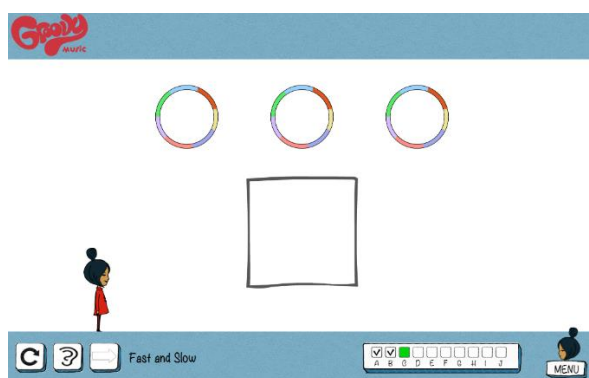 Groovy
Music
C ? Fast and Slow
A B C D E F G H I J
MENU